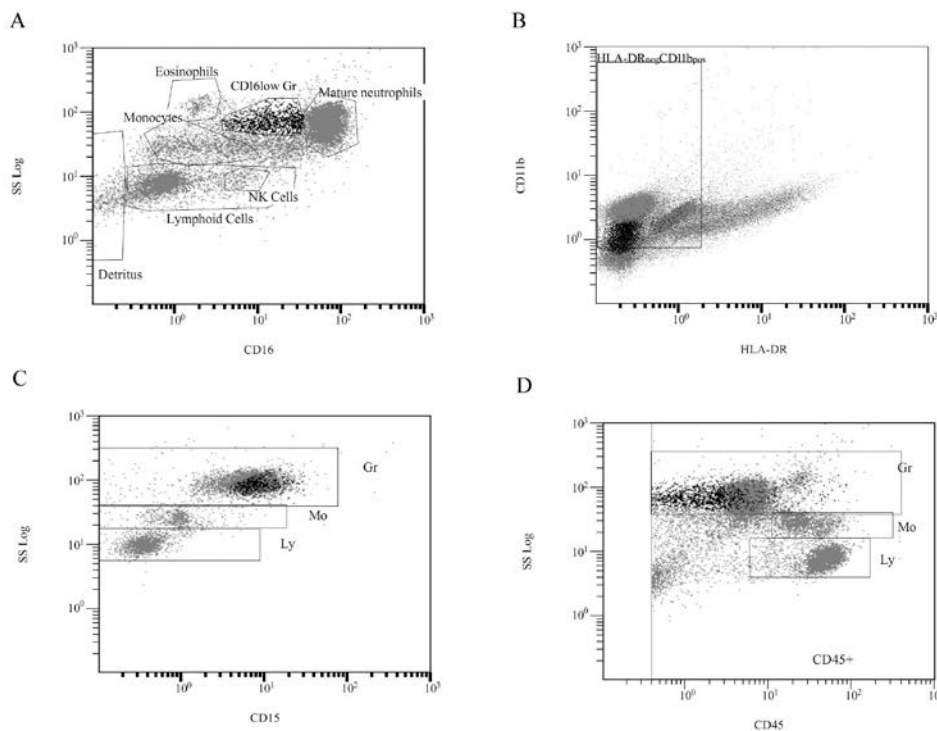 A
10³
10²
10¹
10⁰
SS Log
Eosinophils
CD16low Gr
Mature neutrophils
Monocytes
NK Cells
Lymphoid Cells
Detritus
10⁰ 10¹ 10² 10³
CD16
B
10³
10²
10¹
10⁰
CD11b
HLA-DRnegCD11bpos
10⁰ 10¹ 10² 10³
HLA-DR
C
10³
10²
10¹
10⁰
SS Log
Gr
Mo
Ly
10⁰ 10¹ 10² 10³
CD15
D
10³
10²
10¹
10⁰
SS Log
Gr
Mo
Ly
CD45+
10⁰ 10¹ 10² 10³
CD45